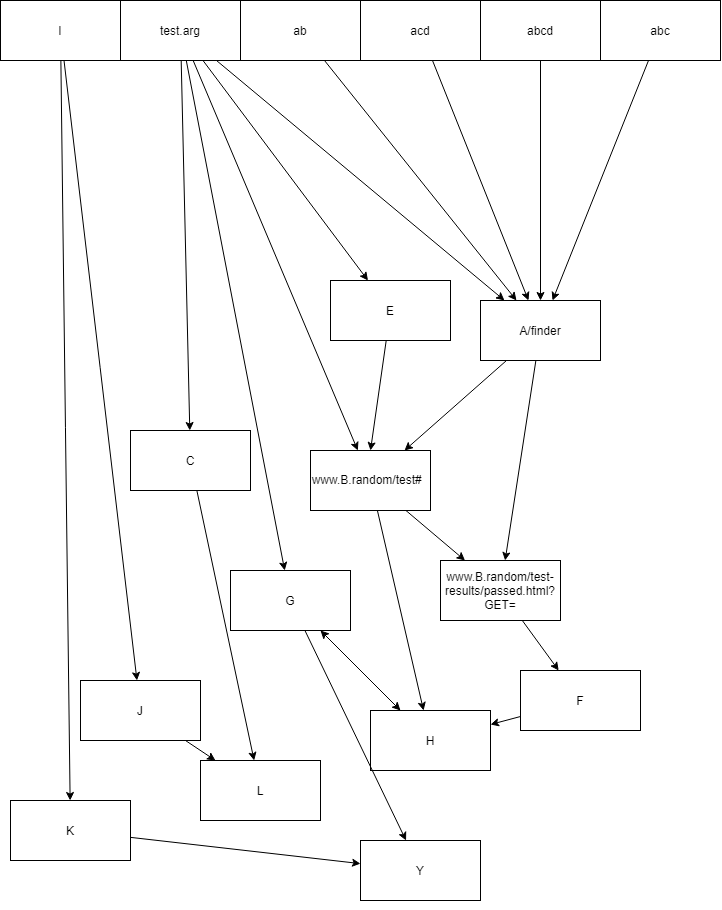 I
test.arg
ab
acd
abcd
abc
E
A/finder
C
www.B.random/test#
G
www.B.random/test-
results/passed.html?
GET=
J
F
H
L
K
Y